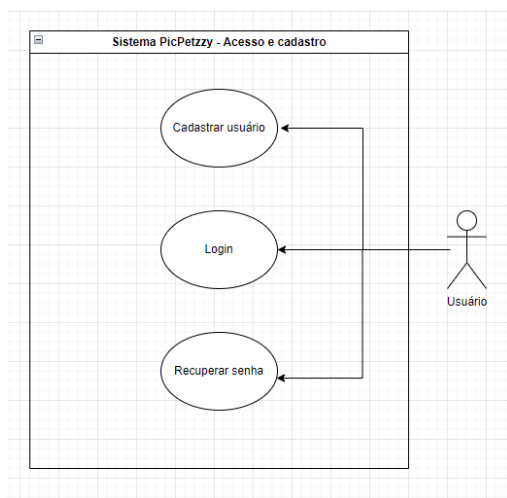 Sistema PicPetzzy - Acesso e cadastro
Cadastrar usuário
Login
Usuário
Recuperar senha